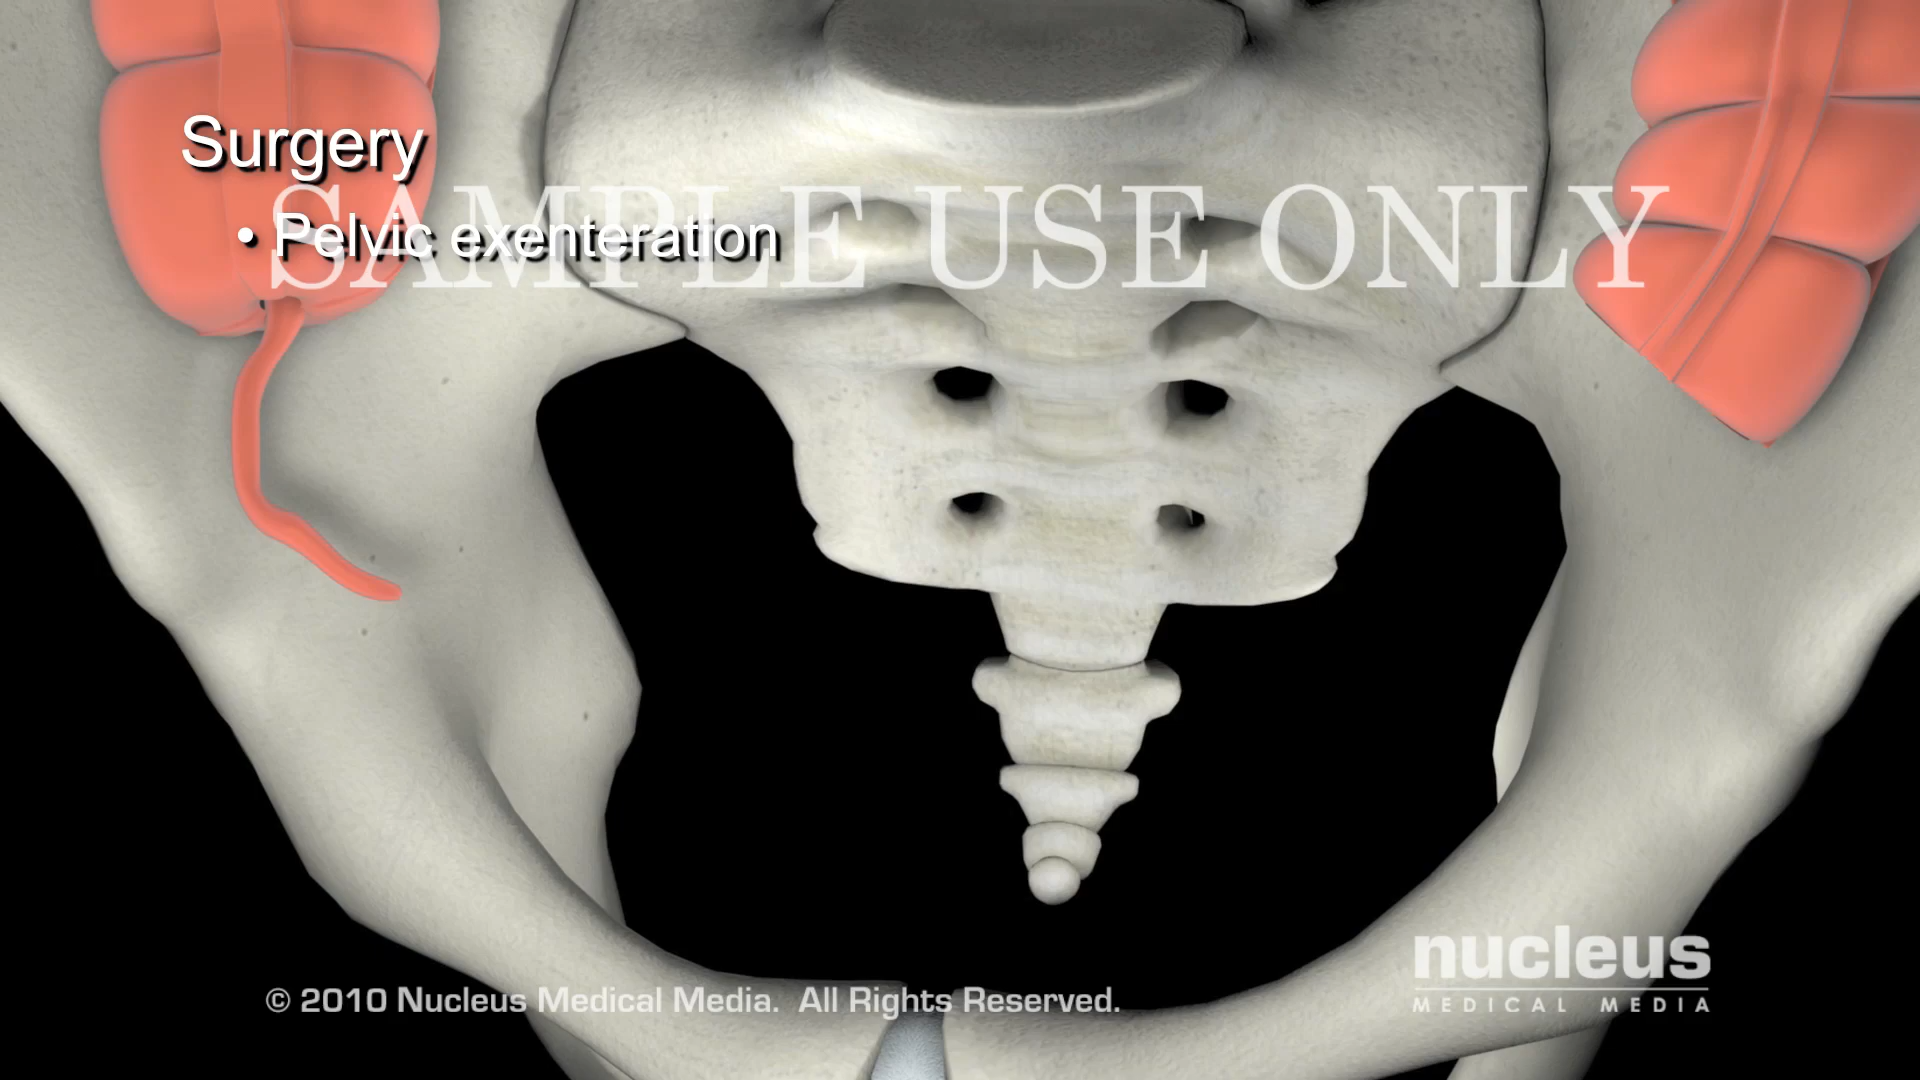 Surgery
• Pelvic exenteration
SAMPLE USE ONLY
nucleus
MEDICAL MEDIA
© 2010 Nucleus Medical Media. All Rights Reserved.